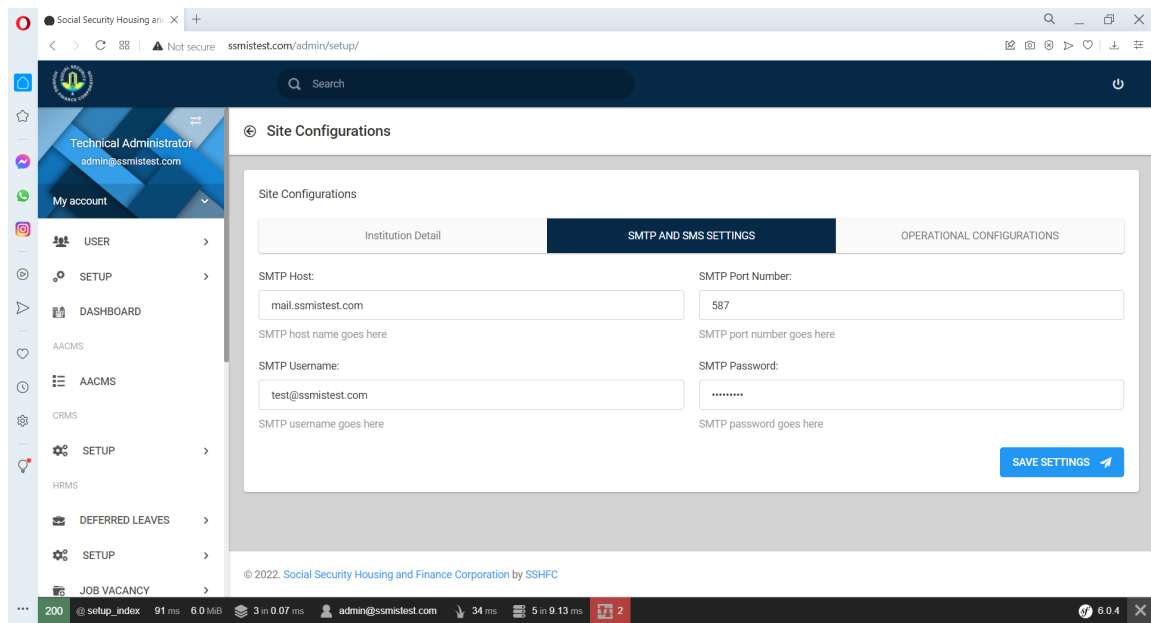 Social Security Housing and
Not secure ssmistest.com/admin/setup/
Search
Technical Administrator
admin@ssmistest.com
My account
USER
SETUP
DASHBOARD
AACMS
AACMS
CRMS
SETUP
HRMS
DEFERRED LEAVES
SETUP
JOB VACANCY
Site Configurations
Site Configurations
Institution Detail SMTP AND SMS SETTINGS OPERATIONAL CONFIGURATIONS
SMTP Host: SMTP Port Number:
mail.ssmistest.com 587
SMTP host name goes here SMTP port number goes here
SMTP Username: SMTP Password:
test@ssmistest.com •••••••••
SMTP username goes here SMTP password goes here
SAVE SETTINGS
© 2022. Social Security Housing and Finance Corporation by SSHFC
200 @ setup_index 91 ms 6.0 MiB 3 in 0.07 ms admin@ssmistest.com 34 ms 5 in 9.13 ms 2 sf 6.0.4